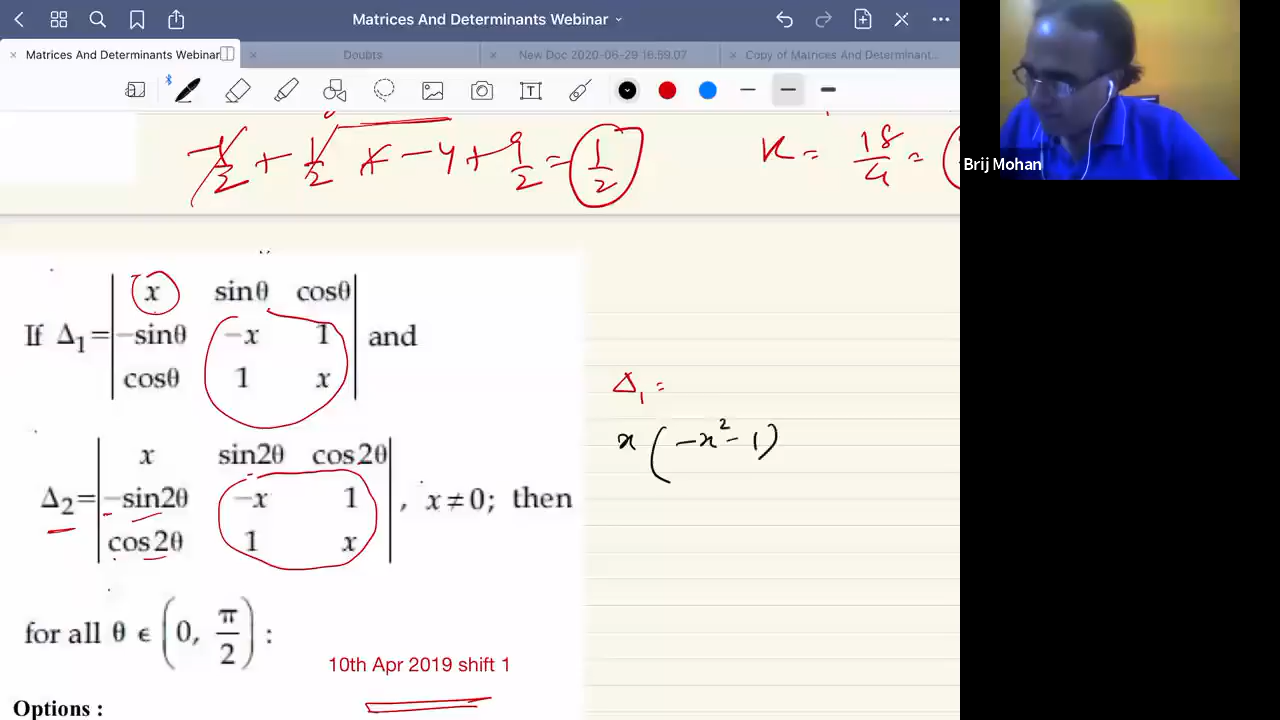 Matrices And Determinants Webinar
Matrices And Determinants Webinar
Doubts
New Doc 2020-06-29 16.59.07
Copy of Matrices And Determinant...
-1/2 + 1/2 x - 4 + 9/2 = 1/2
x = 18/4 =
Brij Mohan
If Δ₁ = | x sinθ cosθ |
| -sinθ -x 1 | and
| cosθ 1 x |
Δ₂ = | x sin2θ cos2θ |
| -sin2θ -x 1 | , x ≠ 0; then
| cos2θ 1 x |
for all θ ϵ (0, π/2) :
10th Apr 2019 shift 1
Options :
Δ₁ =
x ( -x² - 1 )